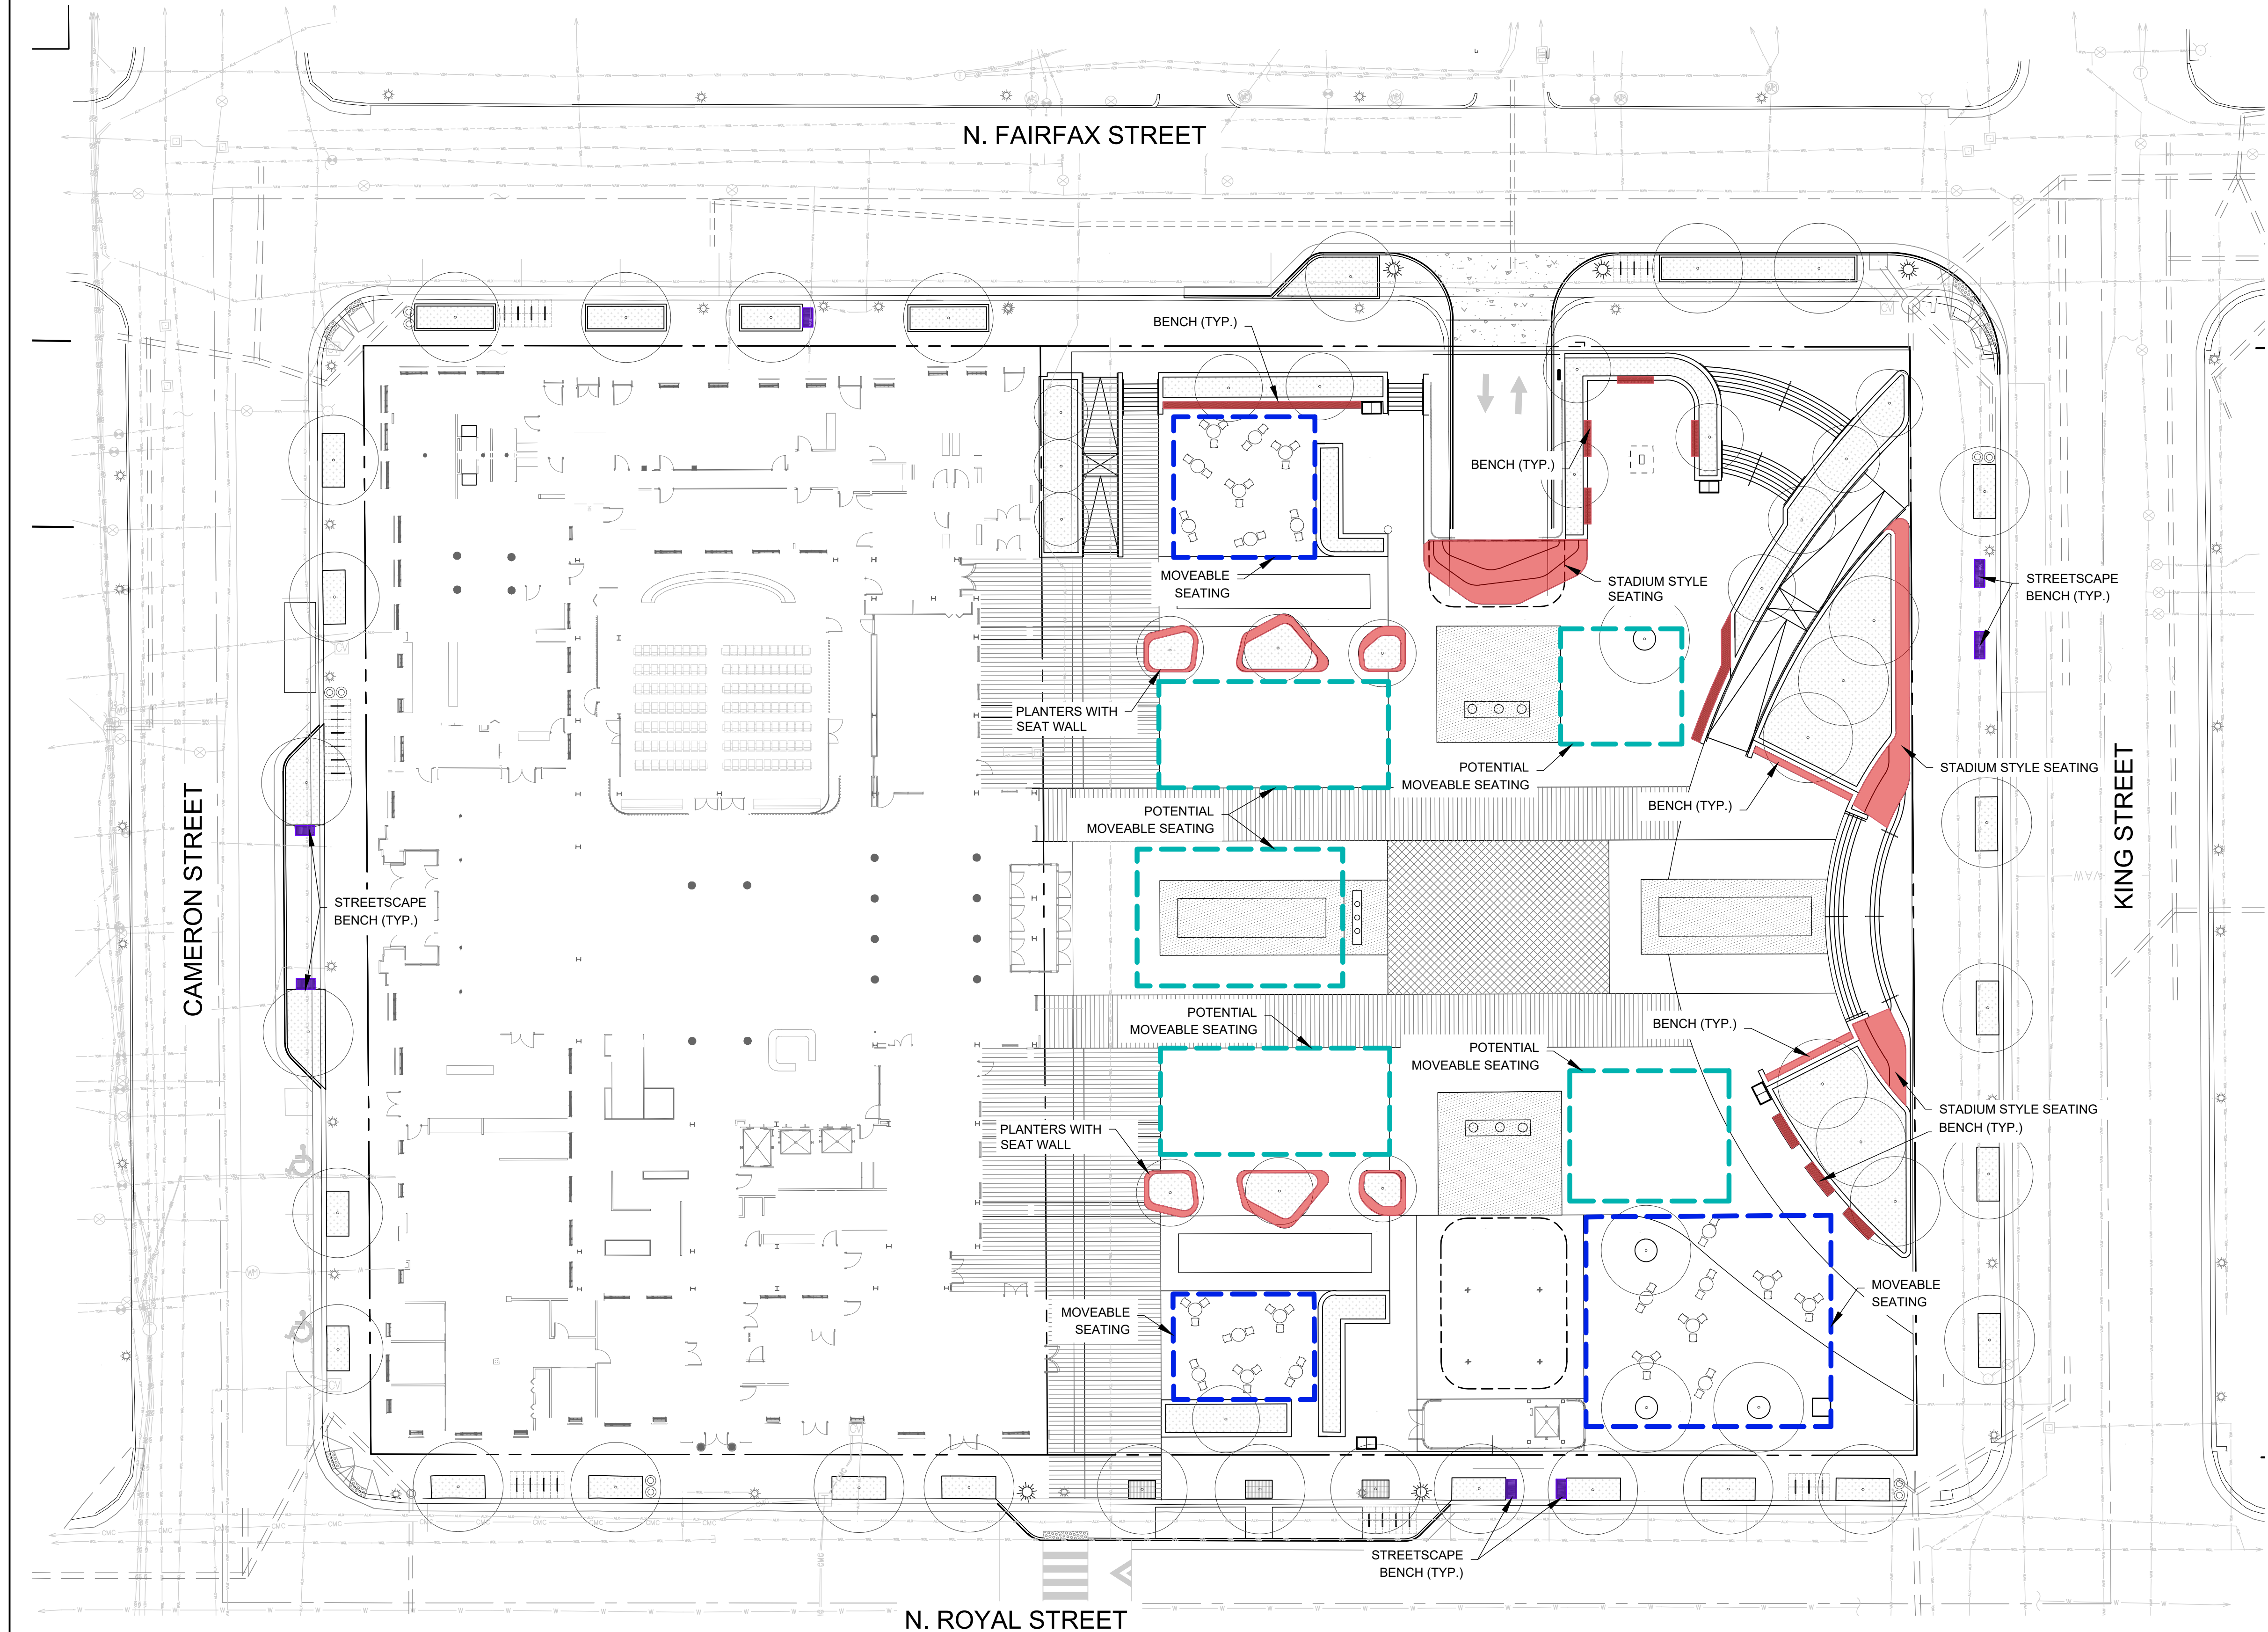 N. FAIRFAX STREET
BENCH (TYP.)
BENCH (TYP.)
MOVEABLE
SEATING
STADIUM STYLE
SEATING
STREETSCAPE
BENCH (TYP.)
PLANTERS WITH
SEAT WALL
POTENTIAL
MOVEABLE SEATING
STADIUM STYLE SEATING
BENCH (TYP.)
POTENTIAL
MOVEABLE SEATING
CAMERON STREET
KING STREET
STREETSCAPE
BENCH (TYP.)
POTENTIAL
MOVEABLE SEATING
BENCH (TYP.)
POTENTIAL
MOVEABLE SEATING
STADIUM STYLE SEATING
BENCH (TYP.)
PLANTERS WITH
SEAT WALL
MOVEABLE
SEATING
MOVEABLE
SEATING
STREETSCAPE
BENCH (TYP.)
N. ROYAL STREET